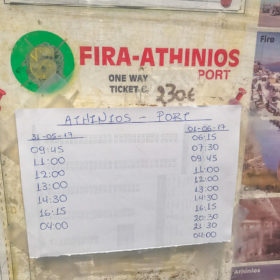 FIRA-ATHINIOS
PORT
ONE WAY
TICKET € 2,30€
ATHINIOS - PORT
31-05-17
09:45
11:00
12:00
13:00
14:30
16:15
04:00
01-06-17
06:15
07:30
09:45
11:00
12:00
13:00
14:30
16:15
20:30
21:30
04:00
Fira
Athinios